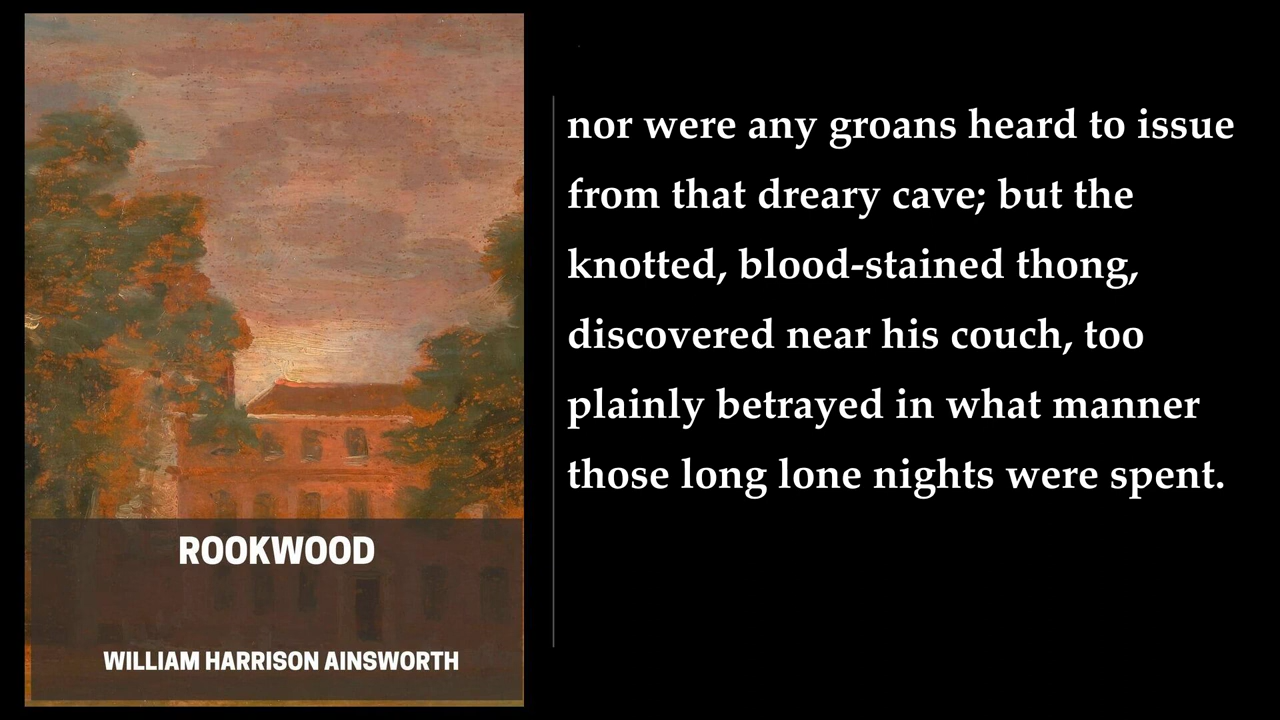 ROOKWOOD
WILLIAM HARRISON AINSWORTH
nor were any groans heard to issue
from that dreary cave; but the
knotted, blood-stained thong,
discovered near his couch, too
plainly betrayed in what manner
those long lone nights were spent.